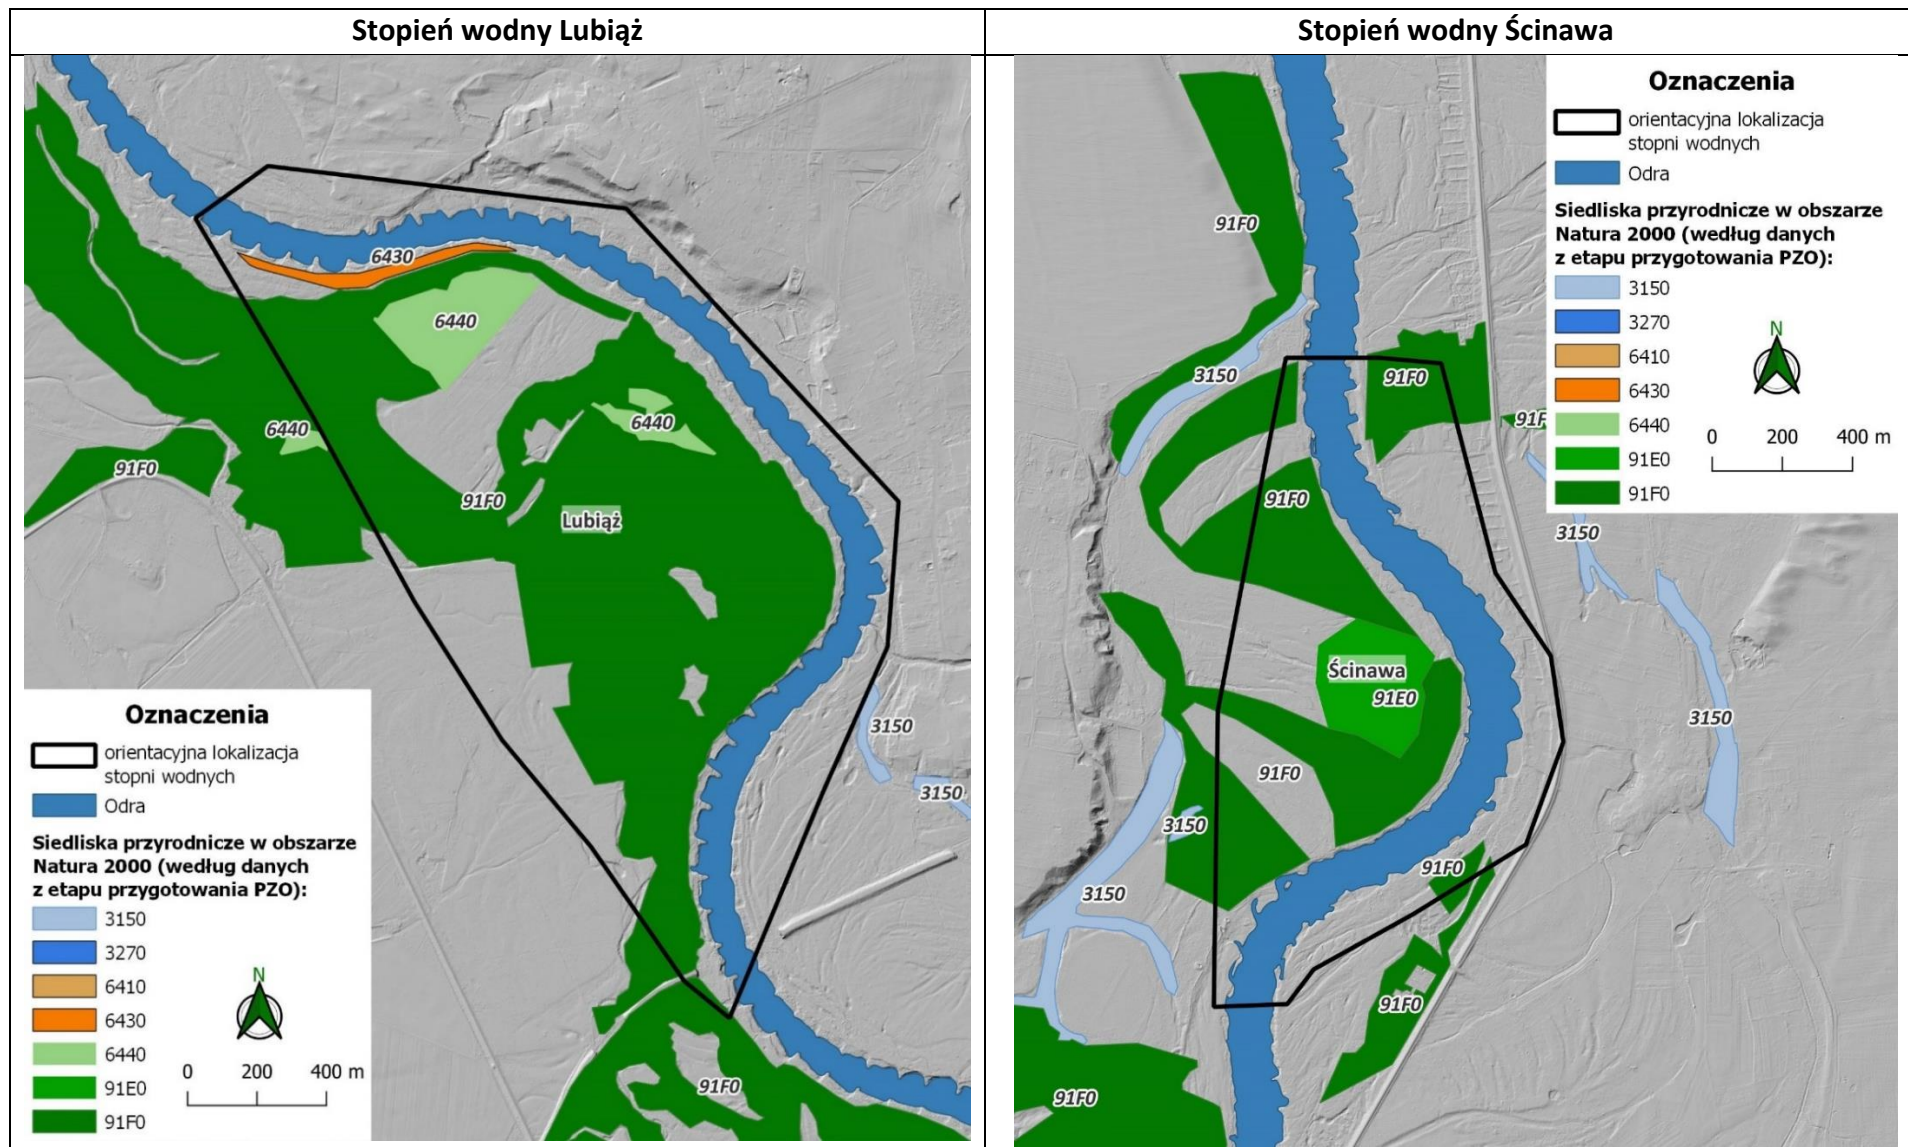 Stopień wodny Lubiąż
Stopień wodny Ścinawa
6430
6440
6440
6440
91F0
91F0
Lubiąż
3150
3150
91F0
Oznaczenia
orientacyjna lokalizacja
stopni wodnych
Odra
Siedliska przyrodnicze w obszarze
Natura 2000 (według danych
z etapu przygotowania PZO):
3150
3270
6410
6430
6440
91E0
91F0
N
0 200 400 m
91F0
3150
91F0
91F
91F0
3150
Ścinawa
91E0
3150
91F0
3150
91F0
3150
91F0
91F0
Oznaczenia
orientacyjna lokalizacja
stopni wodnych
Odra
Siedliska przyrodnicze w obszarze
Natura 2000 (według danych
z etapu przygotowania PZO):
3150
3270
6410
6430
6440
91E0
91F0
N
0 200 400 m